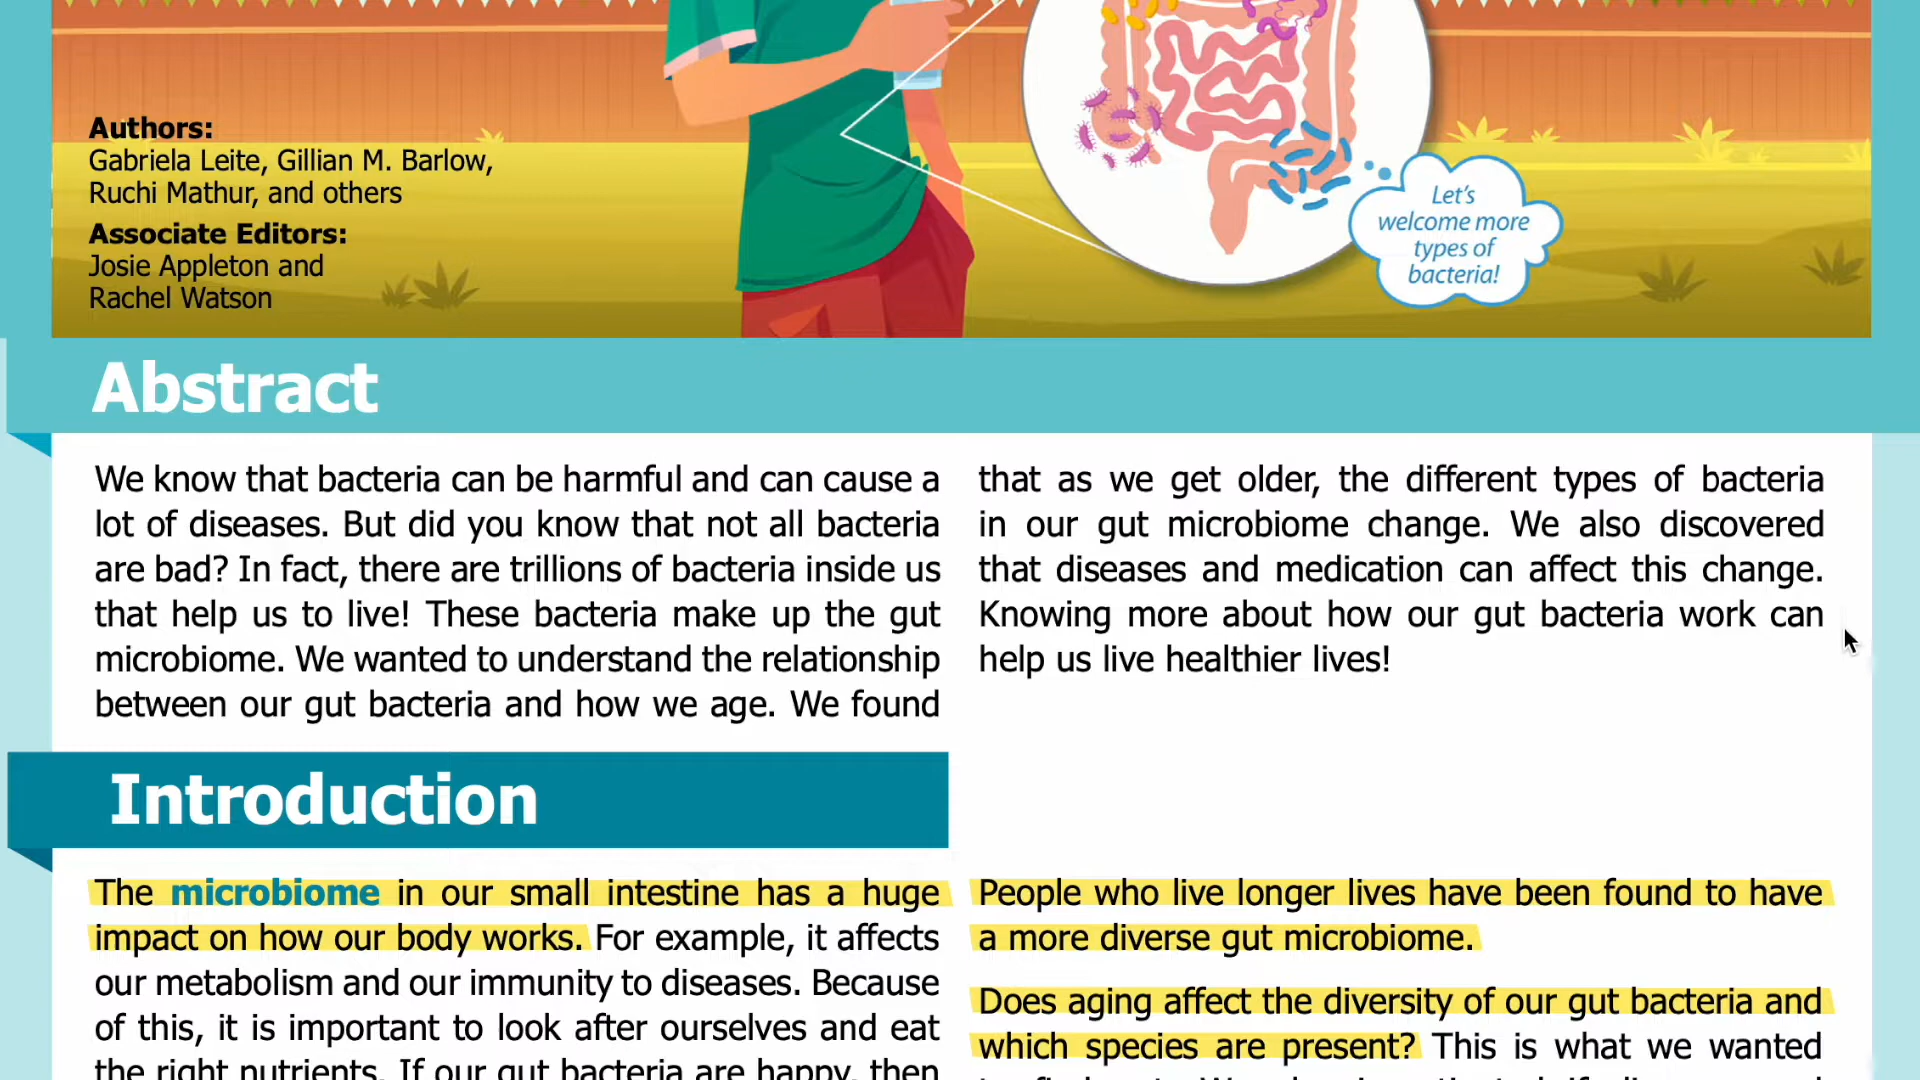 Authors:
Gabriela Leite, Gillian M. Barlow,
Ruchi Mathur, and others
Associate Editors:
Josie Appleton and
Rachel Watson
Let's
welcome more
types of
bacteria!
Abstract
We know that bacteria can be harmful and can cause a
lot of diseases. But did you know that not all bacteria
are bad? In fact, there are trillions of bacteria inside us
that help us to live! These bacteria make up the gut
microbiome. We wanted to understand the relationship
between our gut bacteria and how we age. We found
that as we get older, the different types of bacteria
in our gut microbiome change. We also discovered
that diseases and medication can affect this change.
Knowing more about how our gut bacteria work can
help us live healthier lives!
Introduction
The microbiome in our small intestine has a huge
impact on how our body works. For example, it affects
our metabolism and our immunity to diseases. Because
of this, it is important to look after ourselves and eat
the right nutrients. If our gut bacteria are happy, then
People who live longer lives have been found to have
a more diverse gut microbiome.
Does aging affect the diversity of our gut bacteria and
which species are present? This is what we wanted